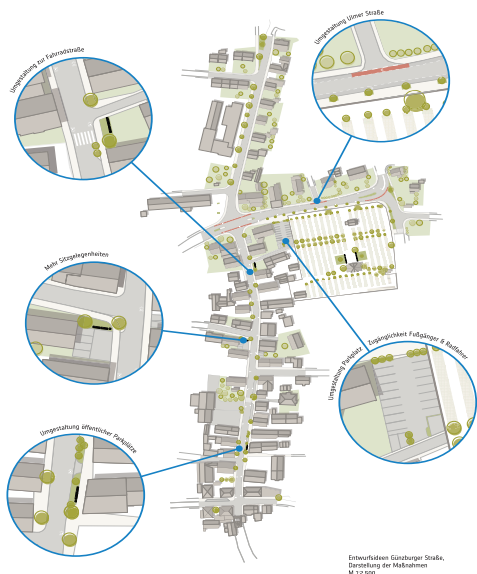 Umgestaltung Ulmer Straße
Umgestaltung zur Fahrradstraße
Mehr Sitzgelegenheiten
Umgestaltung Parkplatz
Zugänglichkeit Fußgänger & Radfahrer
Umgestaltung öffentlicher Parkplätze
Entwurfsideen Günzburger Straße,
Darstellung der Maßnahmen
M 1:2.500